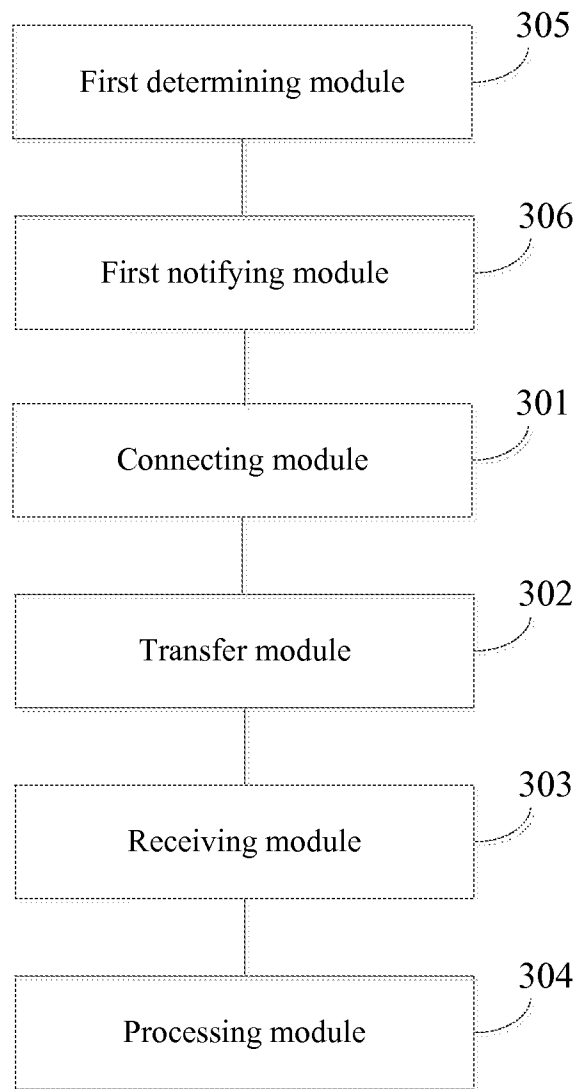 305
First determining module
306
First notifying module
301
Connecting module
302
Transfer module
303
Receiving module
304
Processing module